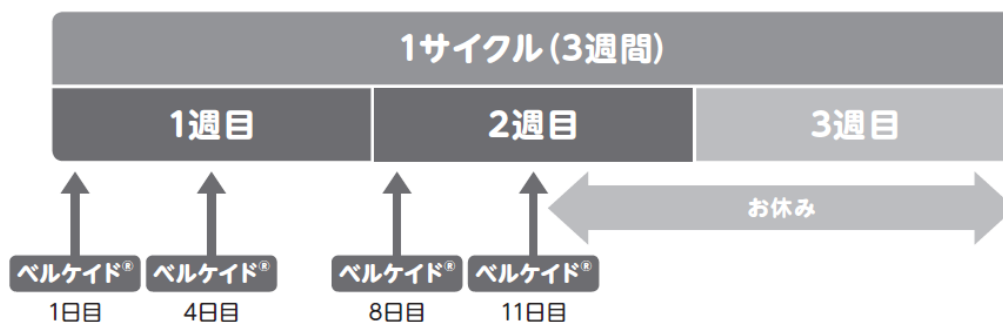 1サイクル(3週間)
1週目 2週目 3週目
お休み
ベルケイド® ベルケイド® ベルケイド® ベルケイド®
1日目 4日目 8日目 11日目